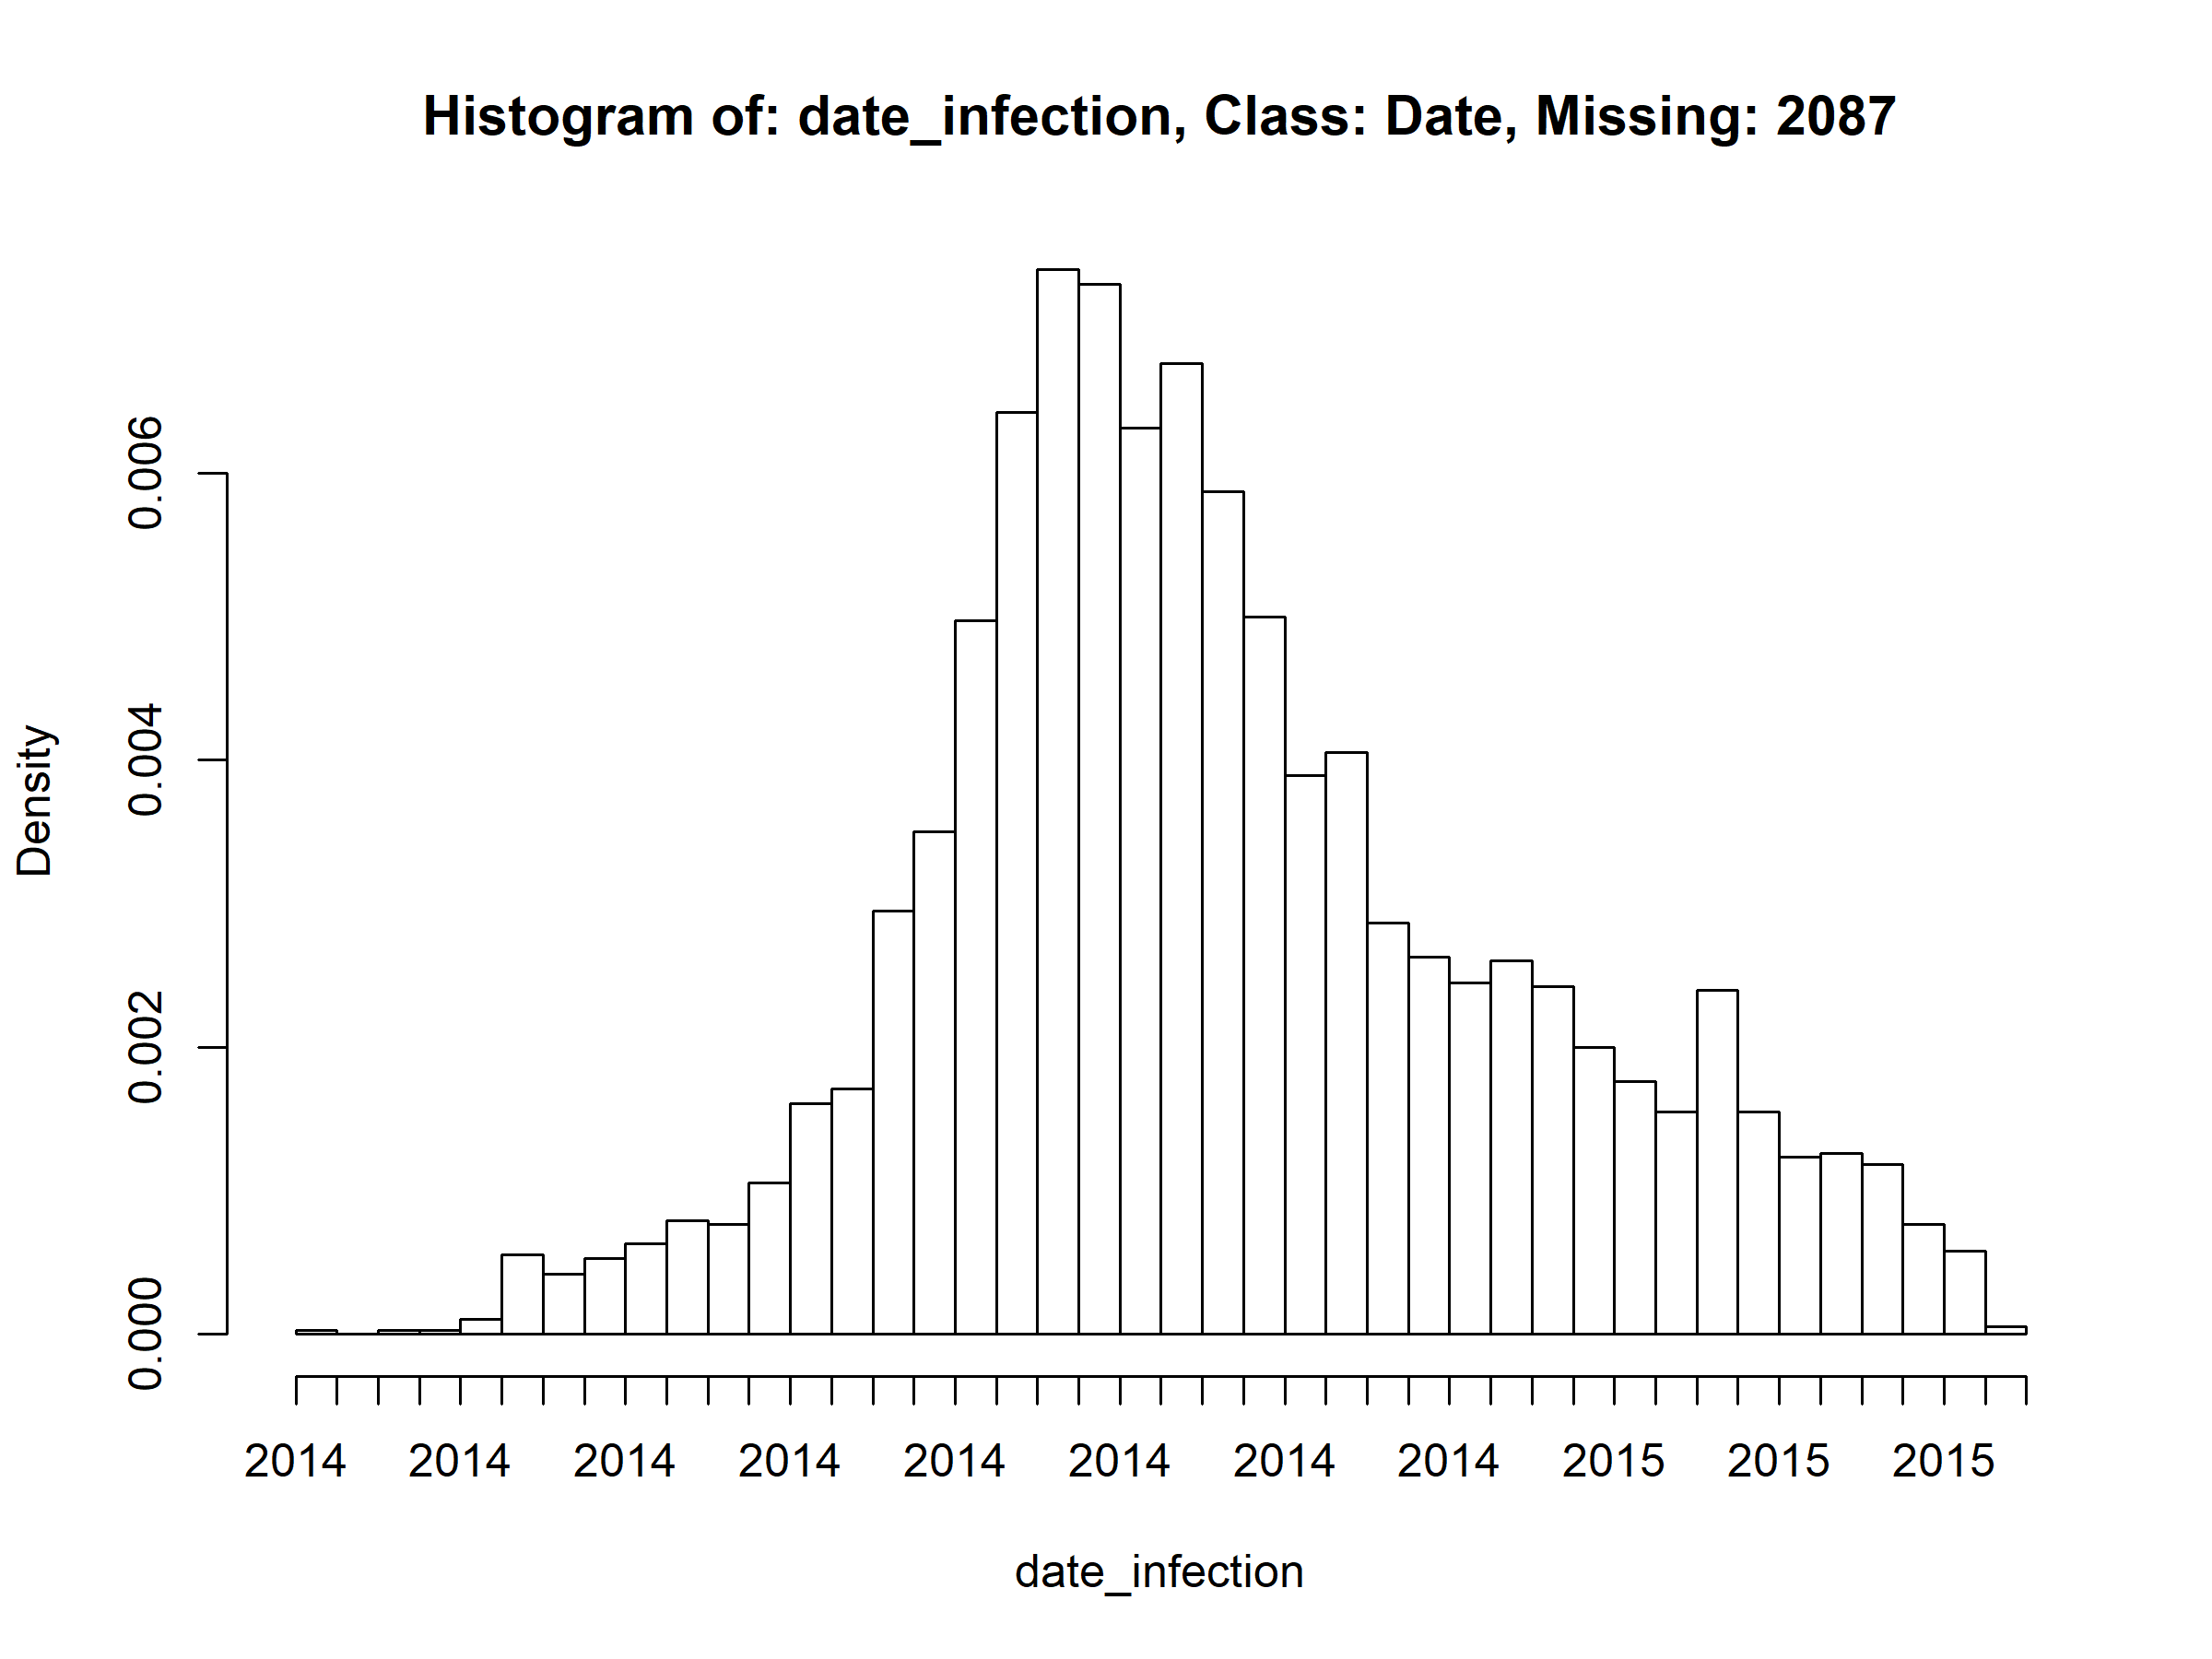 Histogram of: date_infection, Class: Date, Missing: 2087
Density
0.006
0.004
0.002
0.000
2014 2014 2014 2014 2014 2014 2014 2014 2015 2015 2015
date_infection